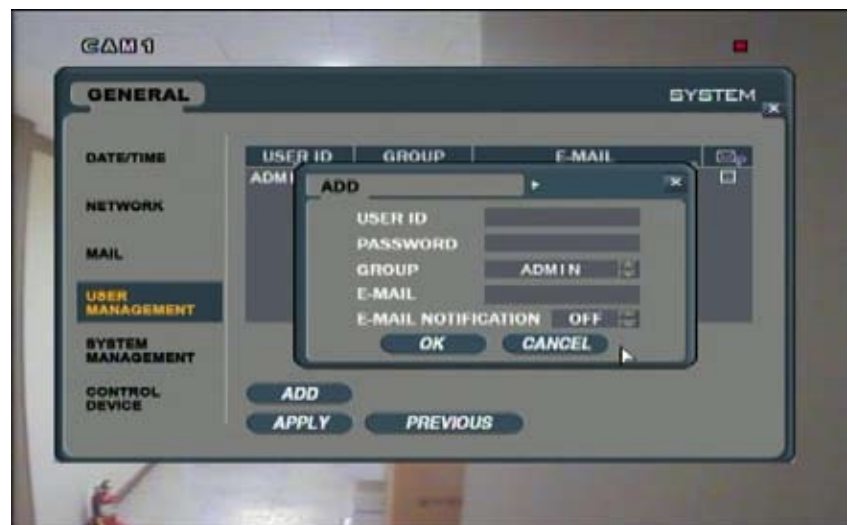 CAM1
GENERAL
SYSTEM
DATE/TIME
NETWORK
MAIL
USER
MANAGEMENT
SYSTEM
MANAGEMENT
CONTROL
DEVICE
USER ID GROUP E-MAIL
ADMI
ADD
USER ID
PASSWORD
GROUP ADMIN
E-MAIL
E-MAIL NOTIFICATION OFF
OK CANCEL
ADD
APPLY PREVIOUS